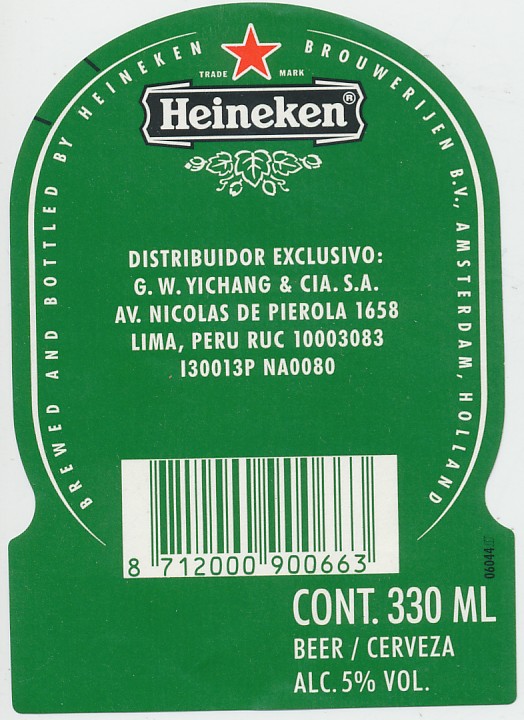 BREWED AND BOTTLED BY HEINEKEN BROUWERIJEN B.V., AMSTERDAM, HOLLAND
TRADE MARK
Heineken®
DISTRIBUIDOR EXCLUSIVO:
G. W. YICHANG & CIA. S.A.
AV. NICOLAS DE PIEROLA 1658
LIMA, PERU RUC 10003083
I30013P NA0080
8 712000 900663
06044
CONT. 330 ML
BEER / CERVEZA
ALC. 5% VOL.